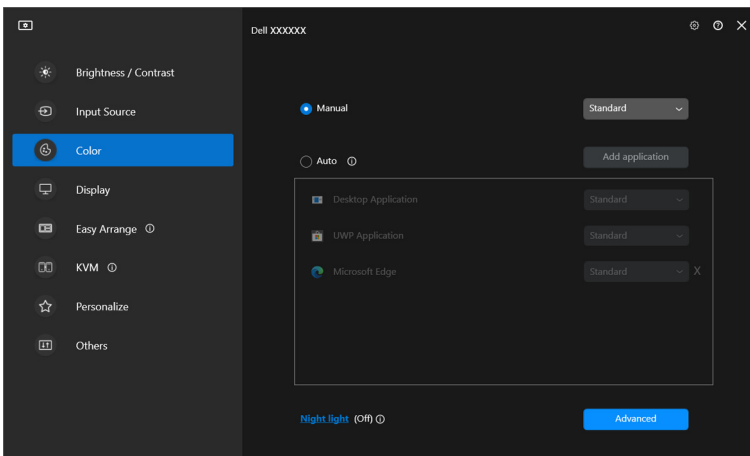 Dell XXXXXX
Brightness / Contrast
Input Source
Color
Display
Easy Arrange
KVM
Personalize
Others
Manual
Standard
Auto
Add application
Desktop Application
Standard
UWP Application
Standard
Microsoft Edge
Standard
X
Night light (Off)
Advanced